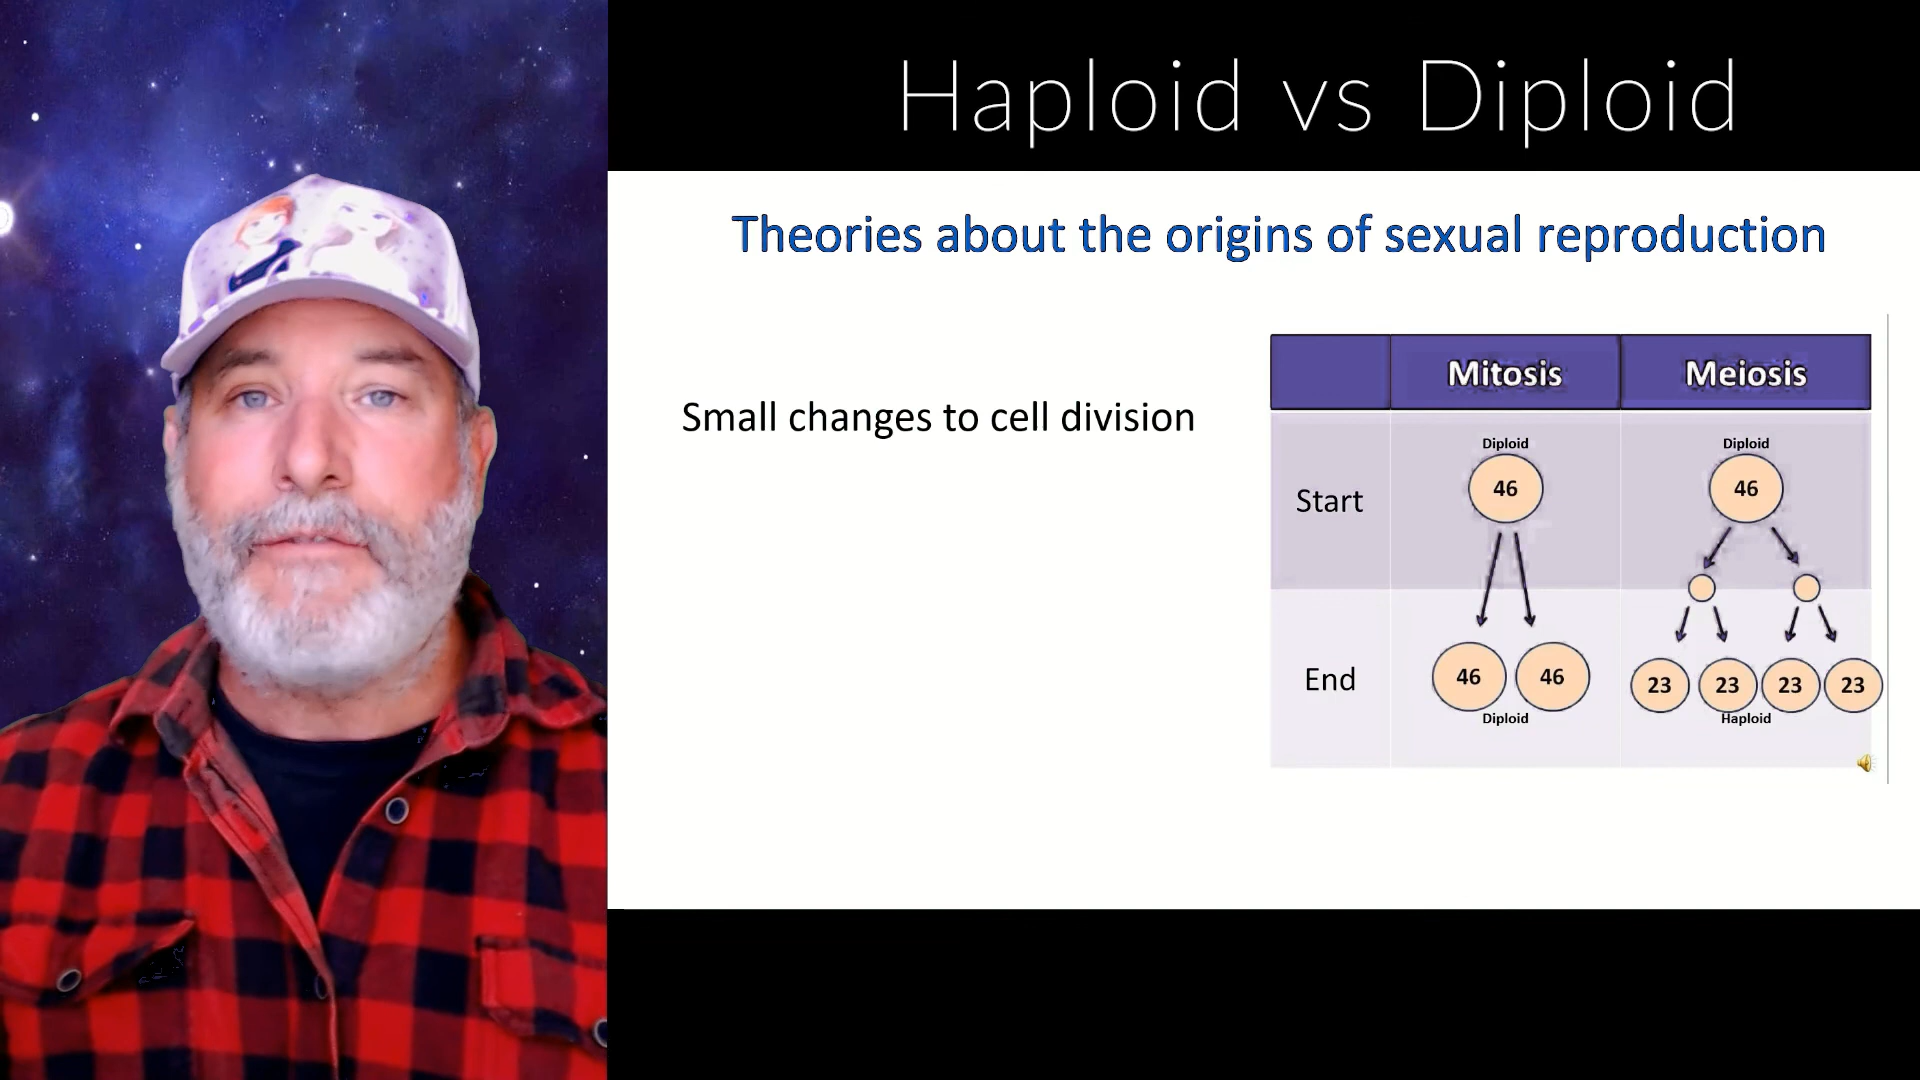 Haploid vs Diploid
Theories about the origins of sexual reproduction
Small changes to cell division
Mitosis
Meiosis
Diploid
Diploid
Start
46
46
End
46
46
23
23
23
23
Diploid
Haploid